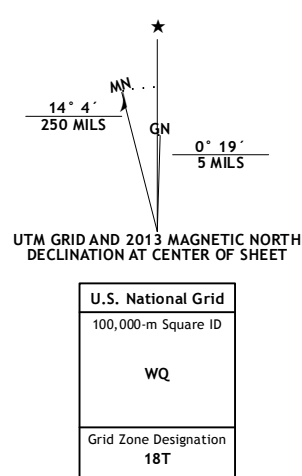 MN
14° 4´
250 MILS
GN
0° 19´
5 MILS
UTM GRID AND 2013 MAGNETIC NORTH
DECLINATION AT CENTER OF SHEET
U.S. National Grid
100,000-m Square ID
WQ
Grid Zone Designation
18T